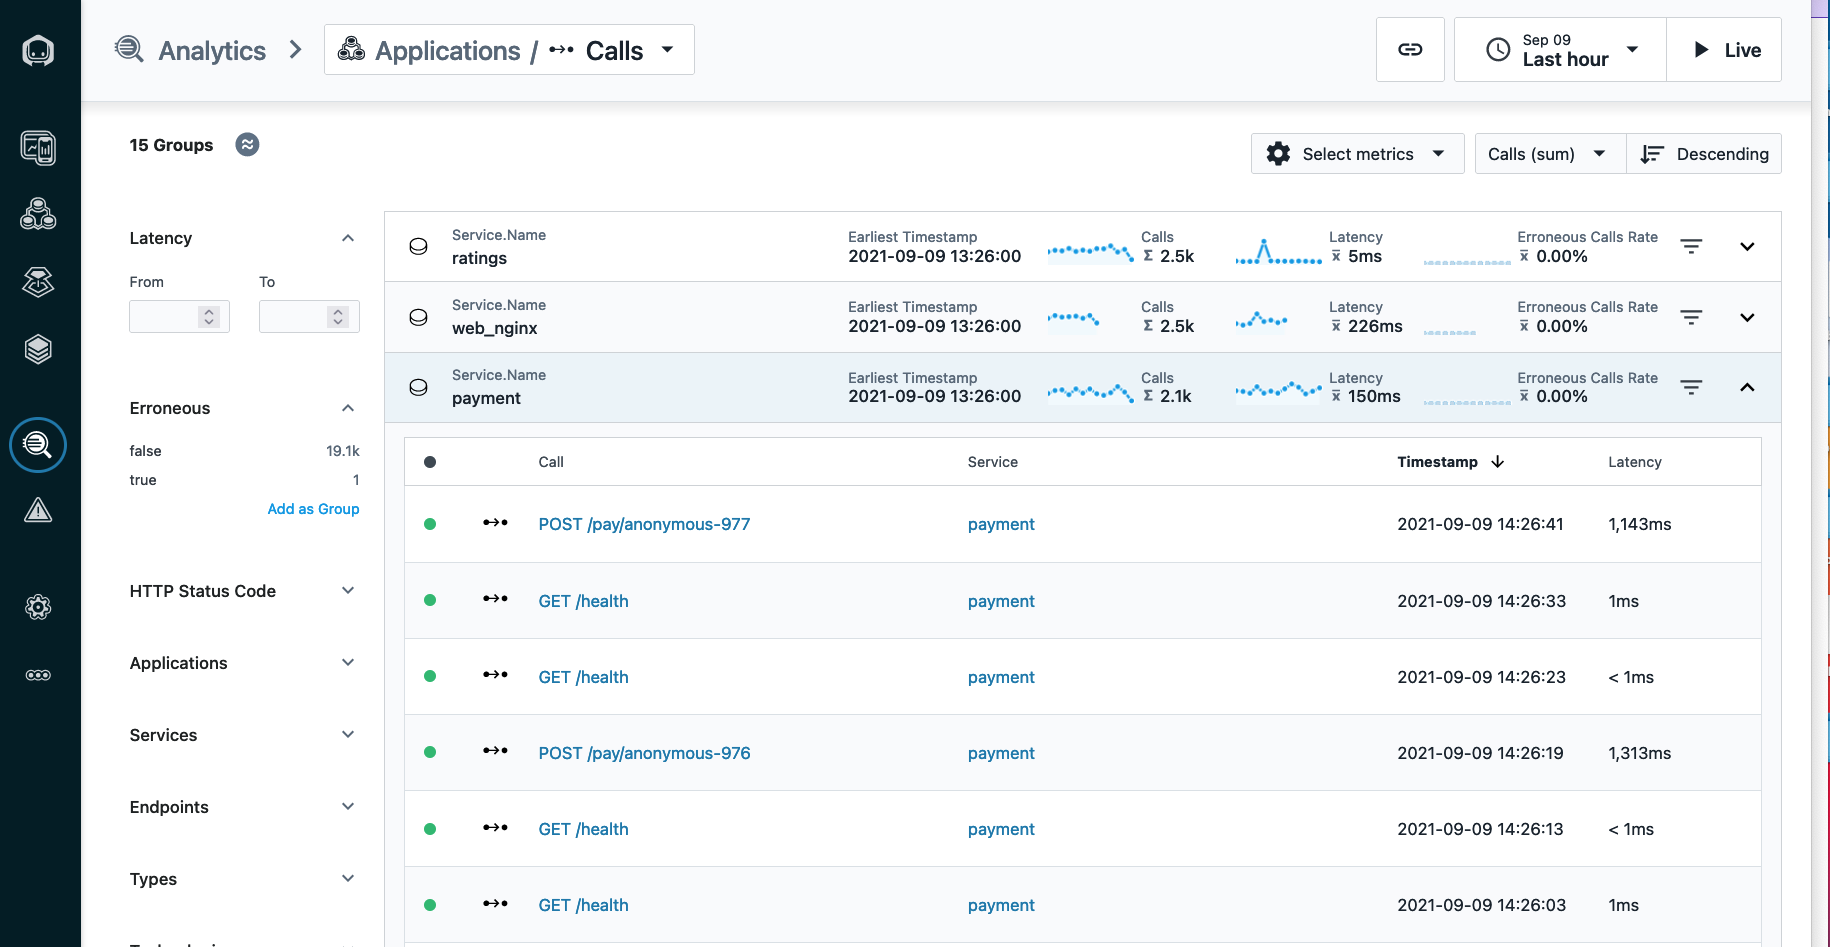 Analytics
Applications / Calls
Sep 09
Last hour
Live
15 Groups
Select metrics
Calls (sum)
Descending
Latency
From To
Erroneous
false 19.1k
true 1
Add as Group
HTTP Status Code
Applications
Services
Endpoints
Types
Service.Name Earliest Timestamp Calls Latency Erroneous Calls Rate
ratings 2021-09-09 13:26:00 Σ 2.5k x̅ 5ms x̅ 0.00%
Service.Name Earliest Timestamp Calls Latency Erroneous Calls Rate
web_nginx 2021-09-09 13:26:00 Σ 2.5k x̅ 226ms x̅ 0.00%
Service.Name Earliest Timestamp Calls Latency Erroneous Calls Rate
payment 2021-09-09 13:26:00 Σ 2.1k x̅ 150ms x̅ 0.00%
Call Service Timestamp Latency
POST /pay/anonymous-977 payment 2021-09-09 14:26:41 1,143ms
GET /health payment 2021-09-09 14:26:33 1ms
GET /health payment 2021-09-09 14:26:23 < 1ms
POST /pay/anonymous-976 payment 2021-09-09 14:26:19 1,313ms
GET /health payment 2021-09-09 14:26:13 < 1ms
GET /health payment 2021-09-09 14:26:03 1ms